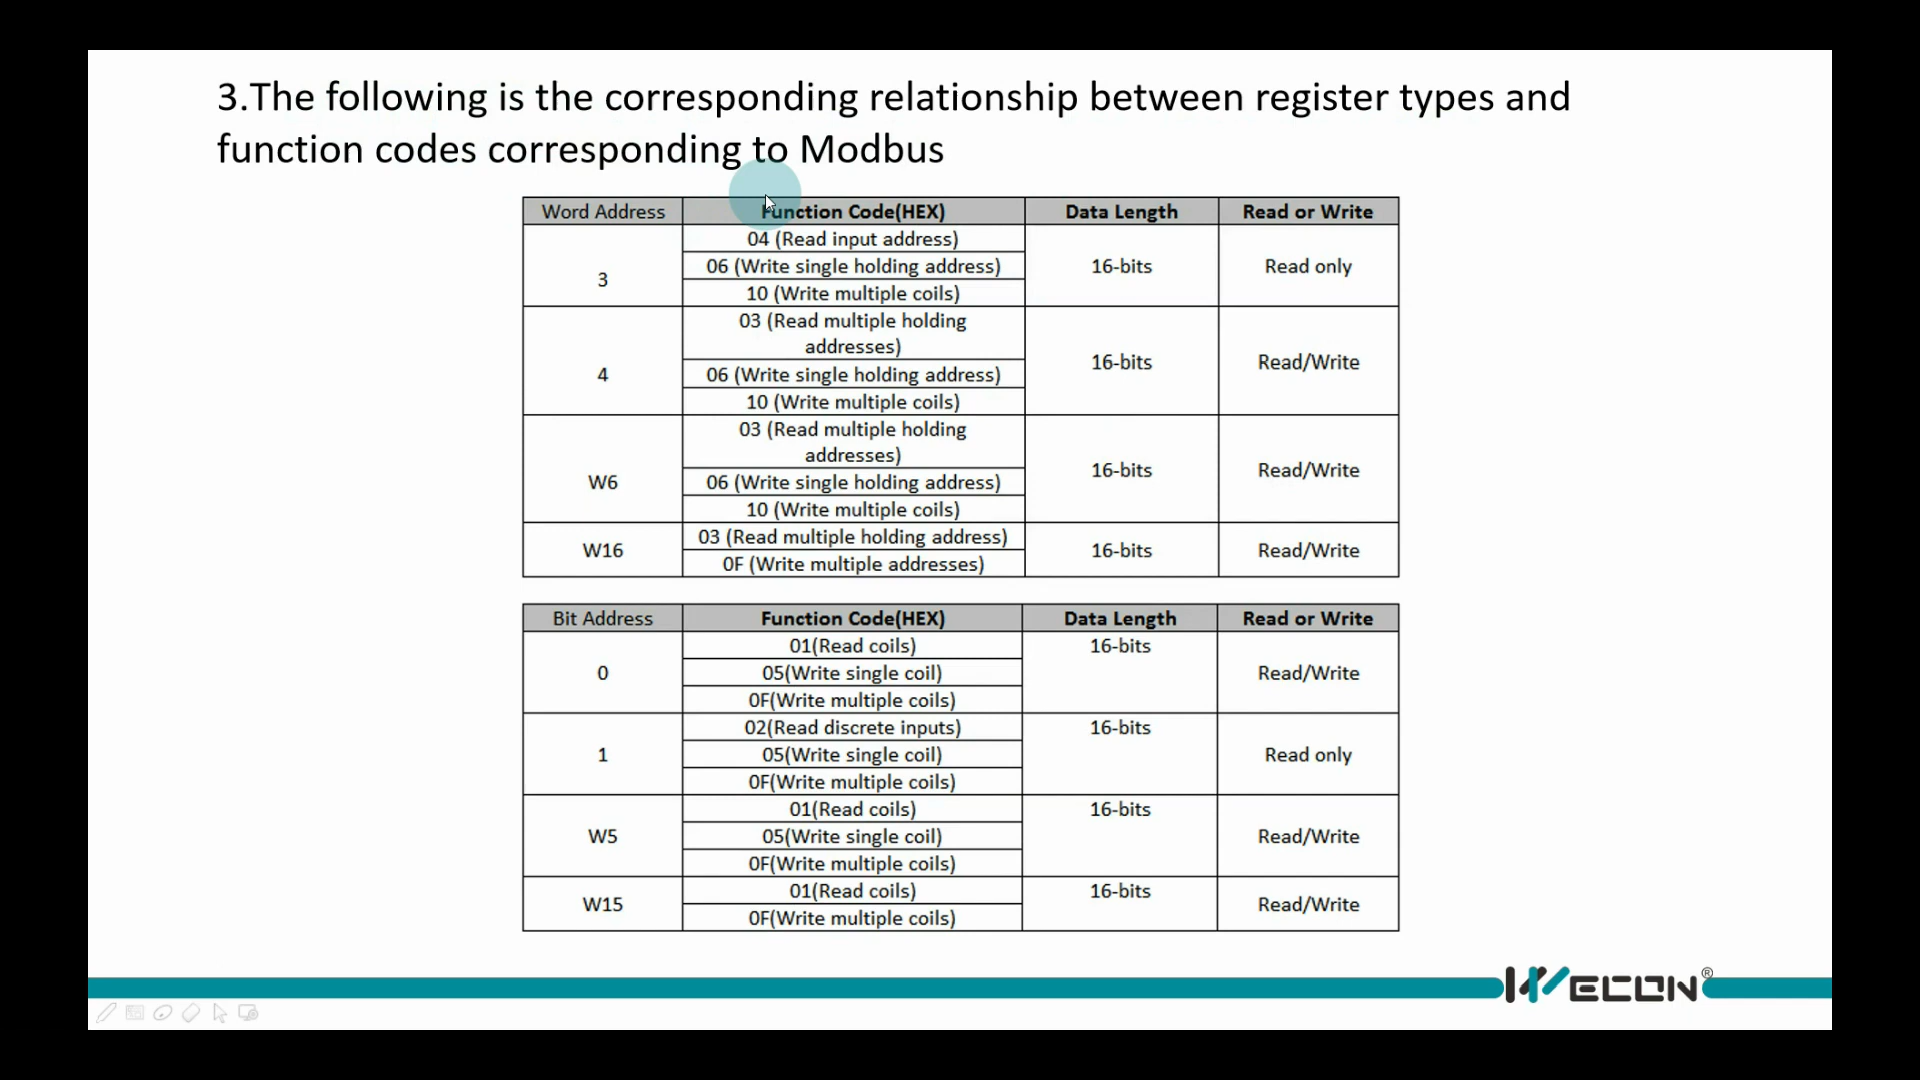 3.The following is the corresponding relationship between register types and
function codes corresponding to Modbus
Word Address Function Code(HEX) Data Length Read or Write
3
04 (Read input address)
06 (Write single holding address)
10 (Write multiple coils)
16-bits
Read only
4
03 (Read multiple holding
addresses)
06 (Write single holding address)
10 (Write multiple coils)
16-bits
Read/Write
W6
03 (Read multiple holding
addresses)
06 (Write single holding address)
10 (Write multiple coils)
16-bits
Read/Write
W16
03 (Read multiple holding address)
0F (Write multiple addresses)
16-bits
Read/Write
Bit Address Function Code(HEX) Data Length Read or Write
0
01(Read coils)
05(Write single coil)
0F(Write multiple coils)
16-bits
Read/Write
1
02(Read discrete inputs)
05(Write single coil)
0F(Write multiple coils)
16-bits
Read only
W5
01(Read coils)
05(Write single coil)
0F(Write multiple coils)
16-bits
Read/Write
W15
01(Read coils)
0F(Write multiple coils)
16-bits
Read/Write
WECON®